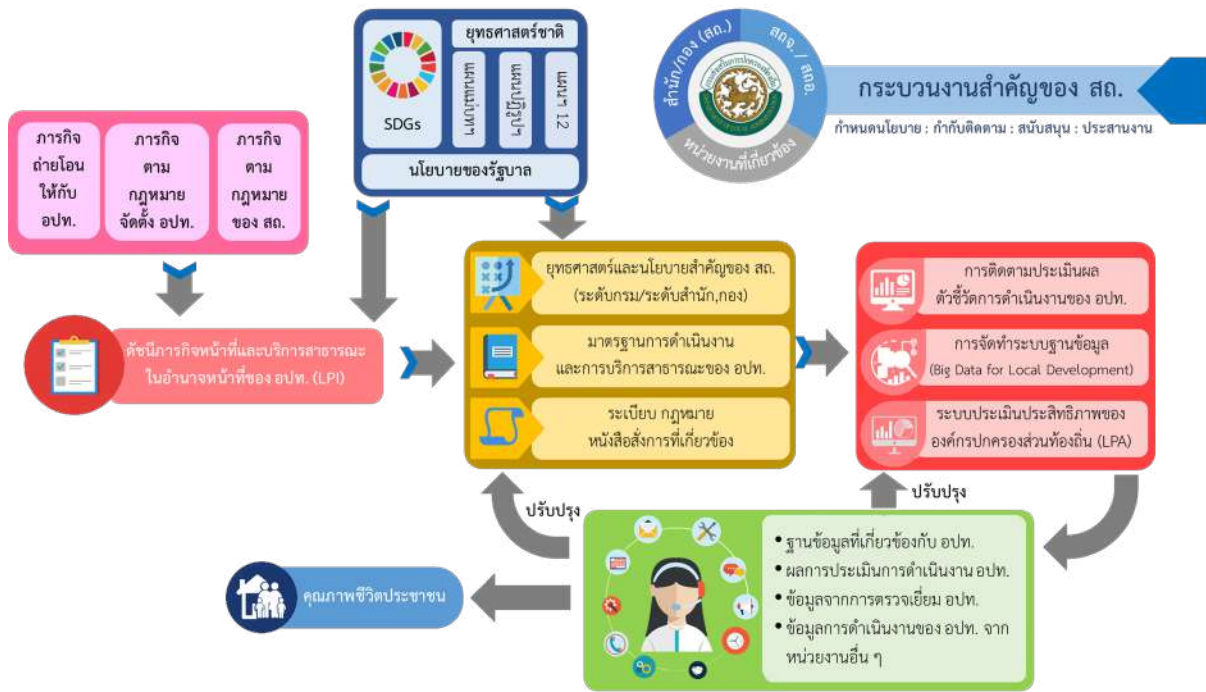 SDGs
ยุทธศาสตร์ชาติ
แผนแม่บทฯ
แผนปฏิรูปฯ
แผนฯ 12
นโยบายของรัฐบาล
สำนัก/กอง (สถ.)
สถจ. / สถอ.
หน่วยงานที่เกี่ยวข้อง
กระบวนงานสำคัญของ สถ.
กำหนดนโยบาย : กำกับติดตาม : สนับสนุน : ประสานงาน
ภารกิจ
ถ่ายโอน
ให้กับ
อปท.
ภารกิจ
ตาม
กฎหมาย
จัดตั้ง อปท.
ภารกิจ
ตาม
กฎหมาย
ของ สถ.
ดัชนีภารกิจหน้าที่และบริการสาธารณะ
ในอำนาจหน้าที่ของ อปท. (LPI)
ยุทธศาสตร์และนโยบายสำคัญของ สถ.
(ระดับกรม/ระดับสำนัก,กอง)
มาตรฐานการดำเนินงาน
และการบริการสาธารณะของ อปท.
ระเบียบ กฎหมาย
หนังสือสั่งการที่เกี่ยวข้อง
การติดตามประเมินผล
ตัวชี้วัดการดำเนินงานของ อปท.
การจัดทำระบบฐานข้อมูล
(Big Data for Local Development)
ระบบประเมินประสิทธิภาพของ
องค์กรปกครองส่วนท้องถิ่น (LPA)
ปรับปรุง
ปรับปรุง
• ฐานข้อมูลที่เกี่ยวข้องกับ อปท.
• ผลการประเมินการดำเนินงาน อปท.
• ข้อมูลจากการตรวจเยี่ยม อปท.
• ข้อมูลการดำเนินงานของ อปท. จาก
หน่วยงานอื่น ๆ
คุณภาพชีวิตประชาชน